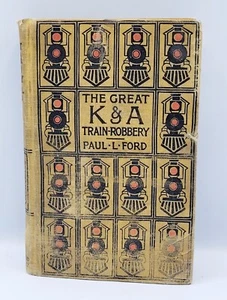 THE GREAT
K & A
TRAIN-ROBBERY
PAUL·L·FORD